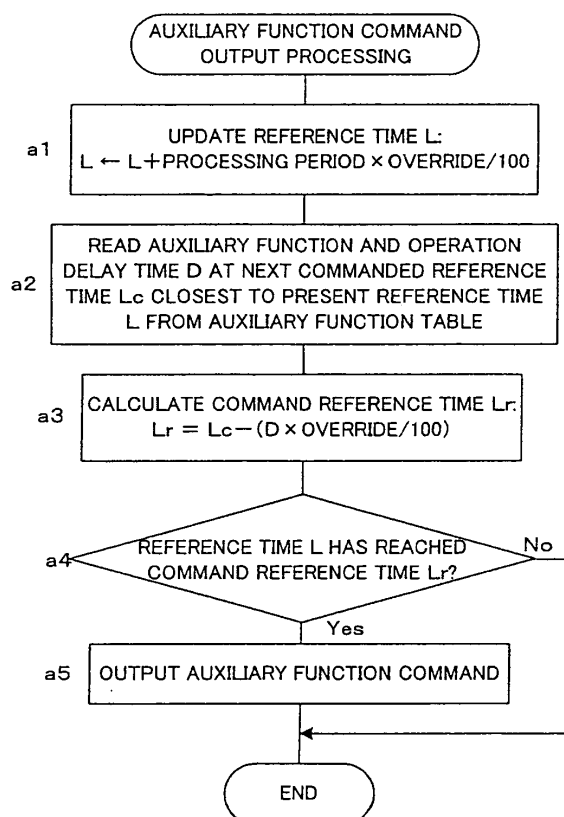 AUXILIARY FUNCTION COMMAND
OUTPUT PROCESSING
a1
UPDATE REFERENCE TIME L:
L ← L+PROCESSING PERIOD × OVERRIDE/100
a2
READ AUXILIARY FUNCTION AND OPERATION
DELAY TIME D AT NEXT COMMANDED REFERENCE
TIME Lc CLOSEST TO PRESENT REFERENCE TIME
L FROM AUXILIARY FUNCTION TABLE
a3
CALCULATE COMMAND REFERENCE TIME Lr:
Lr = Lc−(D × OVERRIDE/100)
a4
REFERENCE TIME L HAS REACHED
COMMAND REFERENCE TIME Lr?
No
Yes
a5
OUTPUT AUXILIARY FUNCTION COMMAND
END